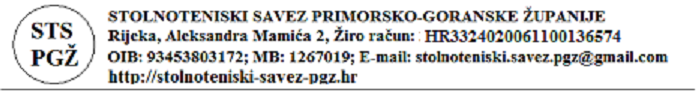 STS
PGŽ
STOLNOTENISKI SAVEZ PRIMORSKO-GORANSKE ŽUPANIJE
Rijeka, Aleksandra Mamića 2, Žiro račun: HR3324020061100136574
OIB: 93453803172; MB: 1267019; E-mail: stolnoteniski.savez.pgz@gmail.com
http://stolnoteniski-savez-pgz.hr